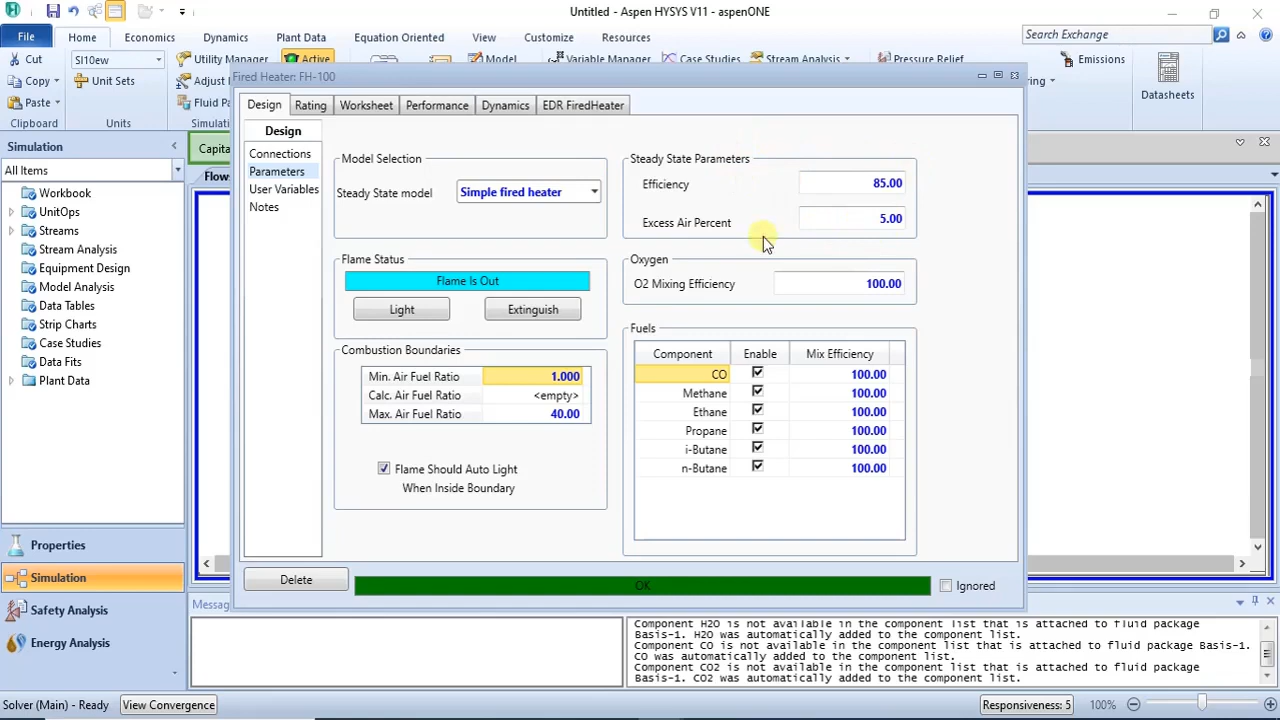 Untitled - Aspen HYSYS V11 - aspenONE
File
Home
Economics
Dynamics
Plant Data
Equation Oriented
View
Customize
Resources
Search Exchange
Cut
SI10ew
Utility Manager
Active
Model
Variable Manager
Case Studies
Stream Analysis
Pressure Relief
Emissions
Copy
Unit Sets
Adjust
Paste
Fluid P
Datasheets
Clipboard
Units
Simulat
Fired Heater: FH-100
Design
Rating
Worksheet
Performance
Dynamics
EDR FiredHeater
Simulation
Capita
All Items
Flow
Workbook
UnitOps
Streams
Stream Analysis
Equipment Design
Model Analysis
Data Tables
Strip Charts
Case Studies
Data Fits
Plant Data
Properties
Simulation
Safety Analysis
Energy Analysis
Design
Connections
Parameters
User Variables
Notes
Model Selection
Steady State model
Simple fired heater
Flame Status
Flame Is Out
Light
Extinguish
Combustion Boundaries
Min. Air Fuel Ratio 1.000
Calc. Air Fuel Ratio <empty>
Max. Air Fuel Ratio 40.00
Flame Should Auto Light
When Inside Boundary
Steady State Parameters
Efficiency 85.00
Excess Air Percent 5.00
Oxygen
O2 Mixing Efficiency 100.00
Fuels
Component Enable Mix Efficiency
CO 100.00
Methane 100.00
Ethane 100.00
Propane 100.00
i-Butane 100.00
n-Butane 100.00
Delete
OK
Ignored
Messa
Component H2O is not available in the component list that is attached to fluid package
Basis-1. H2O was automatically added to the component list.
Component CO is not available in the component list that is attached to fluid package Basis-1.
CO was automatically added to the component list.
Component CO2 is not available in the component list that is attached to fluid package
Basis-1. CO2 was automatically added to the component list.
Solver (Main) - Ready
View Convergence
Responsiveness: 5
100%